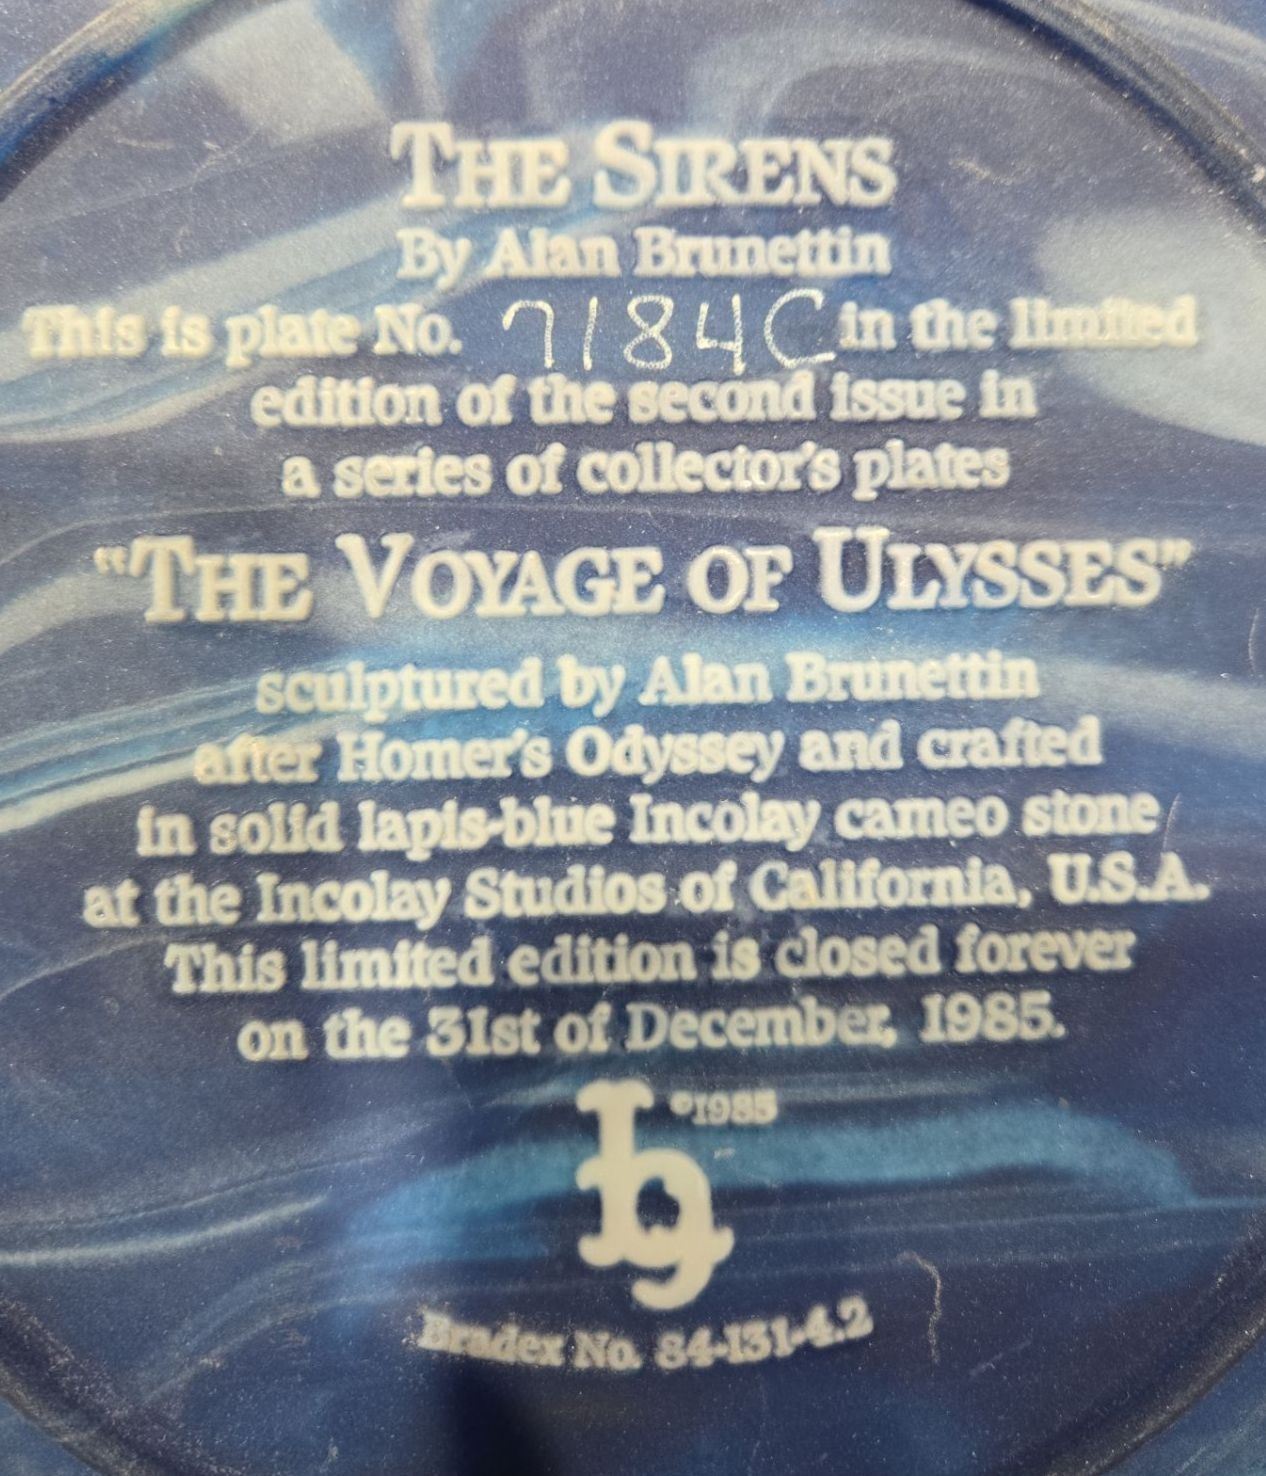 THE SIRENS
By Alan Brunettin
This is plate No. 7184C in the limited
edition of the second issue in
a series of collector's plates
"THE VOYAGE OF ULYSSES"
sculptured by Alan Brunettin
after Homer's Odyssey and crafted
in solid lapis-blue Incolay cameo stone
at the Incolay Studios of California, U.S.A.
This limited edition is closed forever
on the 31st of December, 1985.
©1985
Bradex No. 84-131-4.2